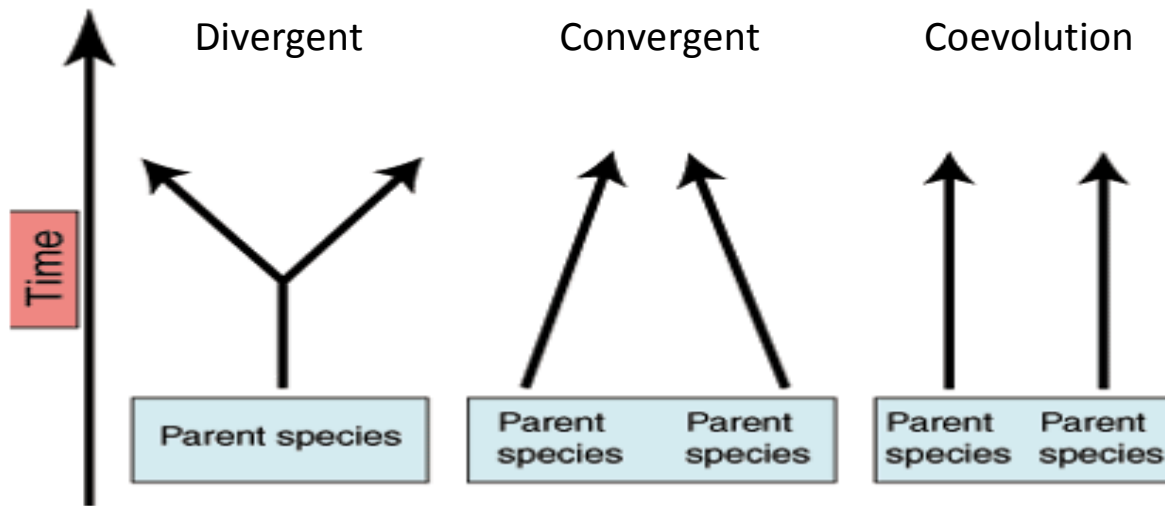 Divergent
Convergent
Coevolution
Time
Parent species
Parent
species
Parent
species
Parent
species
Parent
species